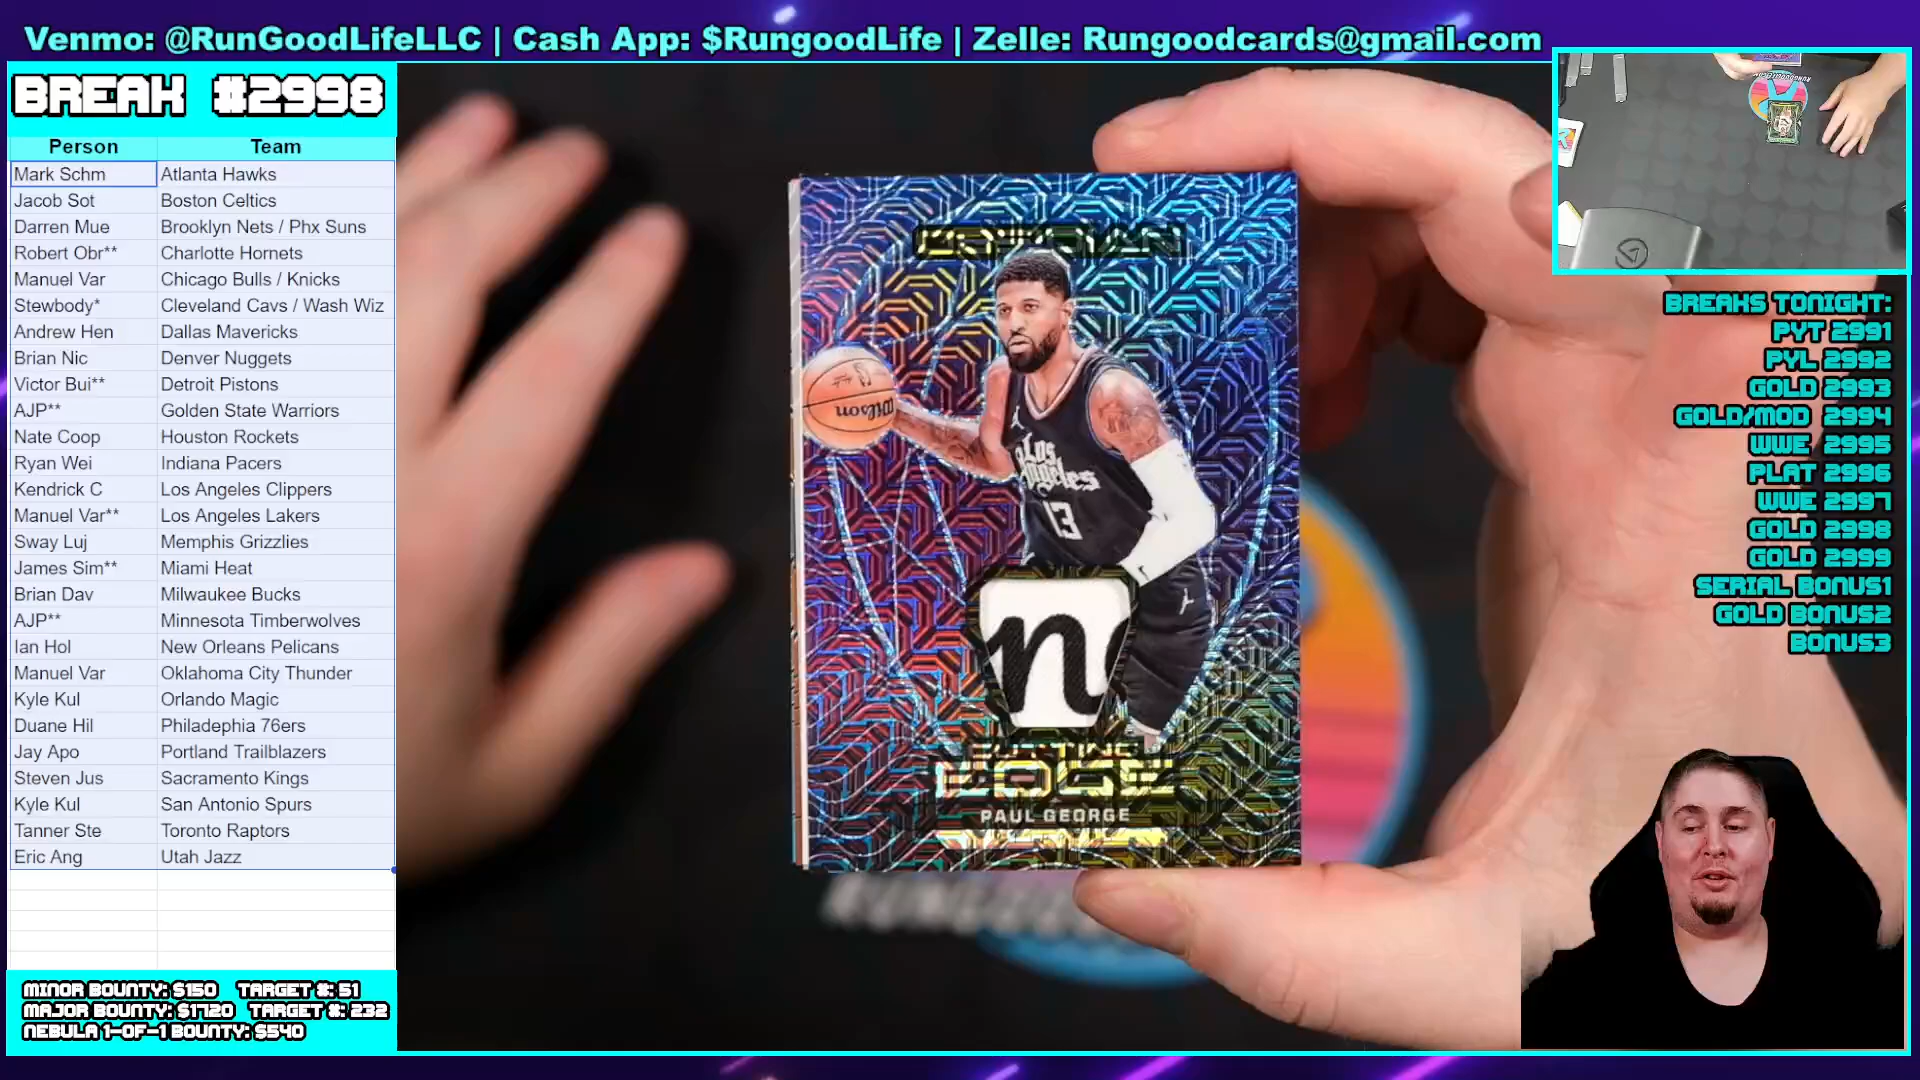 Venmo: @RunGoodLifeLLC | Cash App: $RungoodLife | Zelle: Rungoodcards@gmail.com
BREAK #2998
Person Team
Mark Schm Atlanta Hawks
Jacob Sot Boston Celtics
Darren Mue Brooklyn Nets / Phx Suns
Robert Obr** Charlotte Hornets
Manuel Var Chicago Bulls / Knicks
Stewbody* Cleveland Cavs / Wash Wiz
Andrew Hen Dallas Mavericks
Brian Nic Denver Nuggets
Victor Bui** Detroit Pistons
AJP** Golden State Warriors
Nate Coop Houston Rockets
Ryan Wei Indiana Pacers
Kendrick C Los Angeles Clippers
Manuel Var** Los Angeles Lakers
Sway Luj Memphis Grizzlies
James Sim** Miami Heat
Brian Dav Milwaukee Bucks
AJP** Minnesota Timberwolves
Ian Hol New Orleans Pelicans
Manuel Var Oklahoma City Thunder
Kyle Kul Orlando Magic
Duane Hil Philadephia 76ers
Jay Apo Portland Trailblazers
Steven Jus Sacramento Kings
Kyle Kul San Antonio Spurs
Tanner Ste Toronto Raptors
Eric Ang Utah Jazz
MINOR BOUNTY: $150 TARGET #: 51
MAJOR BOUNTY: $1720 TARGET #: 232
NEBULA 1-OF-1 BOUNTY: $540
Wilson
Los
Angeles
13
n
EDGE
PAUL GEORGE
BREAKS TONIGHT:
PYT 2991
PYL 2992
GOLD 2993
GOLD/MOD 2994
WWE 2995
PLAT 2996
WWE 2997
GOLD 2998
GOLD 2999
SERIAL BONUS1
GOLD BONUS2
BONUS3